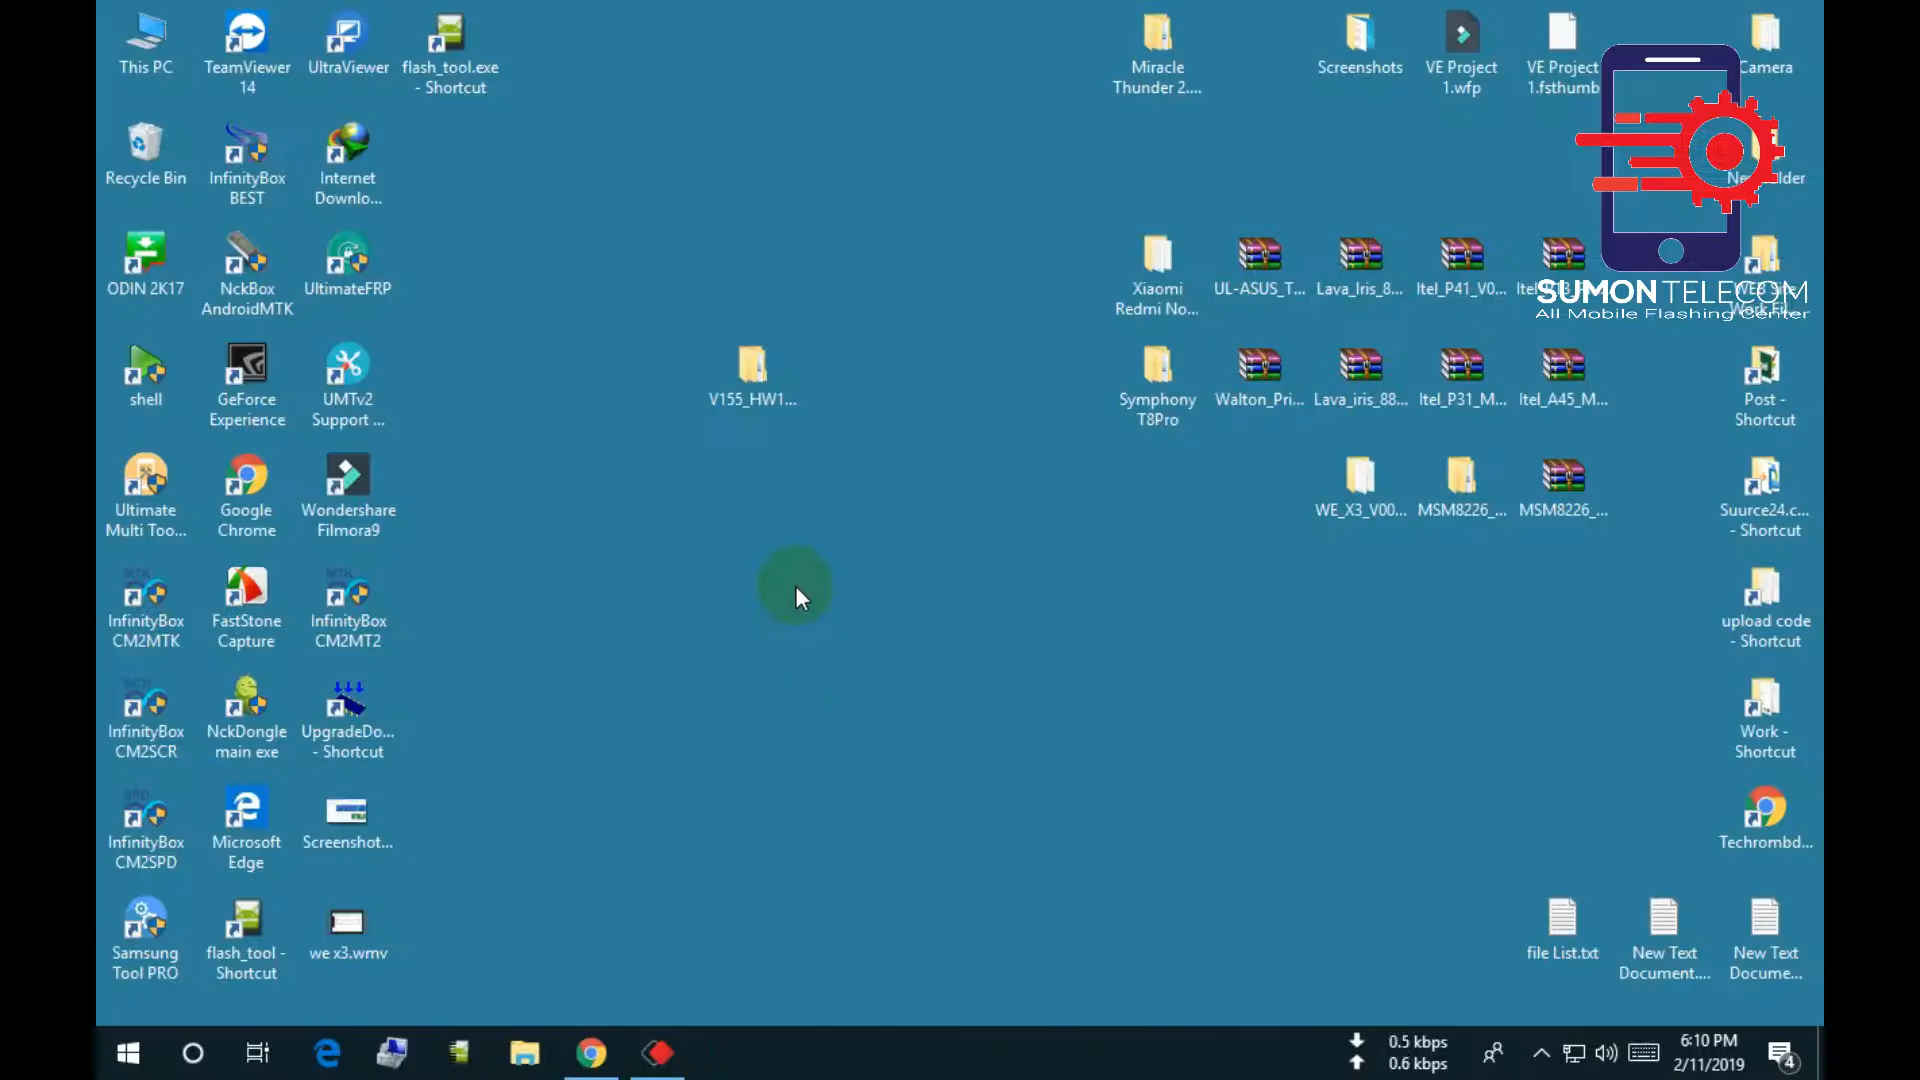 This PC
TeamViewer
14
UltraViewer
flash_tool.exe
- Shortcut
Miracle
Thunder 2....
Screenshots
VE Project
1.wfp
VE Project
1.fsthumb
Camera
Recycle Bin
InfinityBox
BEST
Internet
Downlo...
ODIN 2K17
NckBox
AndroidMTK
UltimateFRP
Xiaomi
Redmi No...
UL-ASUS_T...
Lava_Iris_8...
Itel_P41_V0...
SUMON TELECOM
All Mobile Flashing Center
shell
GeForce
Experience
UMTv2
Support ...
V155_HW1...
Symphony
T8Pro
Walton_Pri...
Lava_iris_88...
Itel_P31_M...
Itel_A45_M...
Post -
Shortcut
Ultimate
Multi Too...
Google
Chrome
Wondershare
Filmora9
WE_X3_V00...
MSM8226_...
MSM8226_...
Suurce24.c...
- Shortcut
InfinityBox
CM2MTK
FastStone
Capture
InfinityBox
CM2MT2
upload code
- Shortcut
InfinityBox
CM2SCR
NckDongle
main exe
UpgradeDo...
- Shortcut
Work -
Shortcut
InfinityBox
CM2SPD
Microsoft
Edge
Screenshot...
Techrombd...
Samsung
Tool PRO
flash_tool -
Shortcut
we x3.wmv
file List.txt
New Text
Document....
New Text
Docume...
0.5 kbps
0.6 kbps
6:10 PM
2/11/2019
4